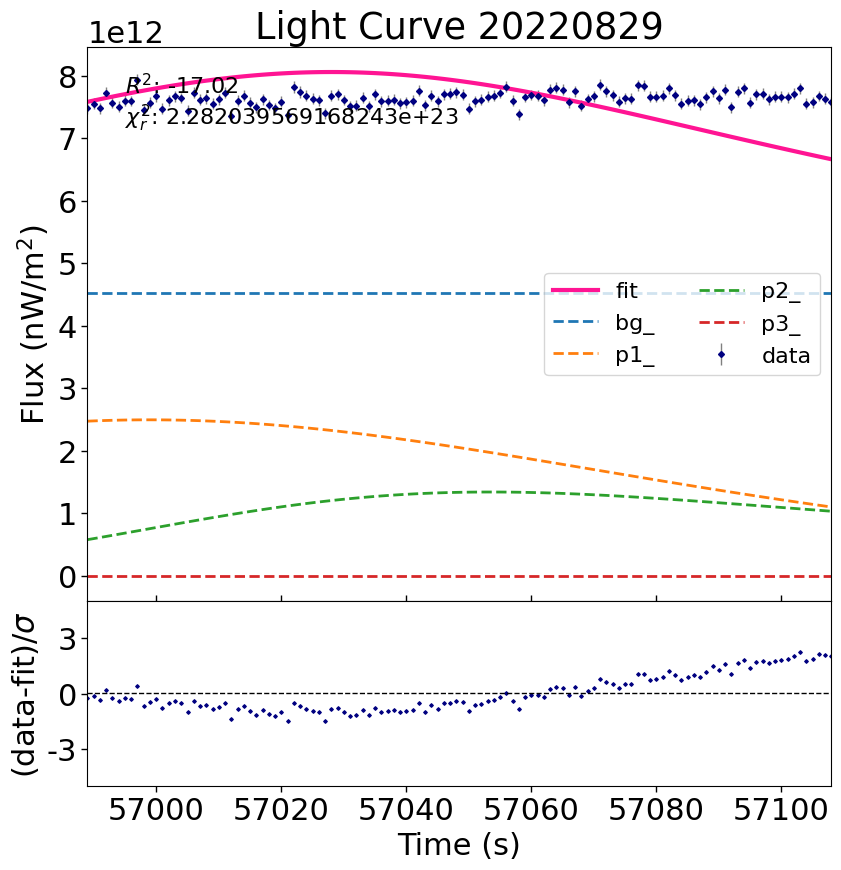 Light Curve 20220829
1e12
R²: -17.02
χ²ᵣ: 2.282039569168243e+23
8
7
6
5
4
3
2
1
0
Flux (nW/m²)
fit
bg_
p1_
p2_
p3_
data
3
0
-3
(data-fit)/σ
57000 57020 57040 57060 57080 57100
Time (s)